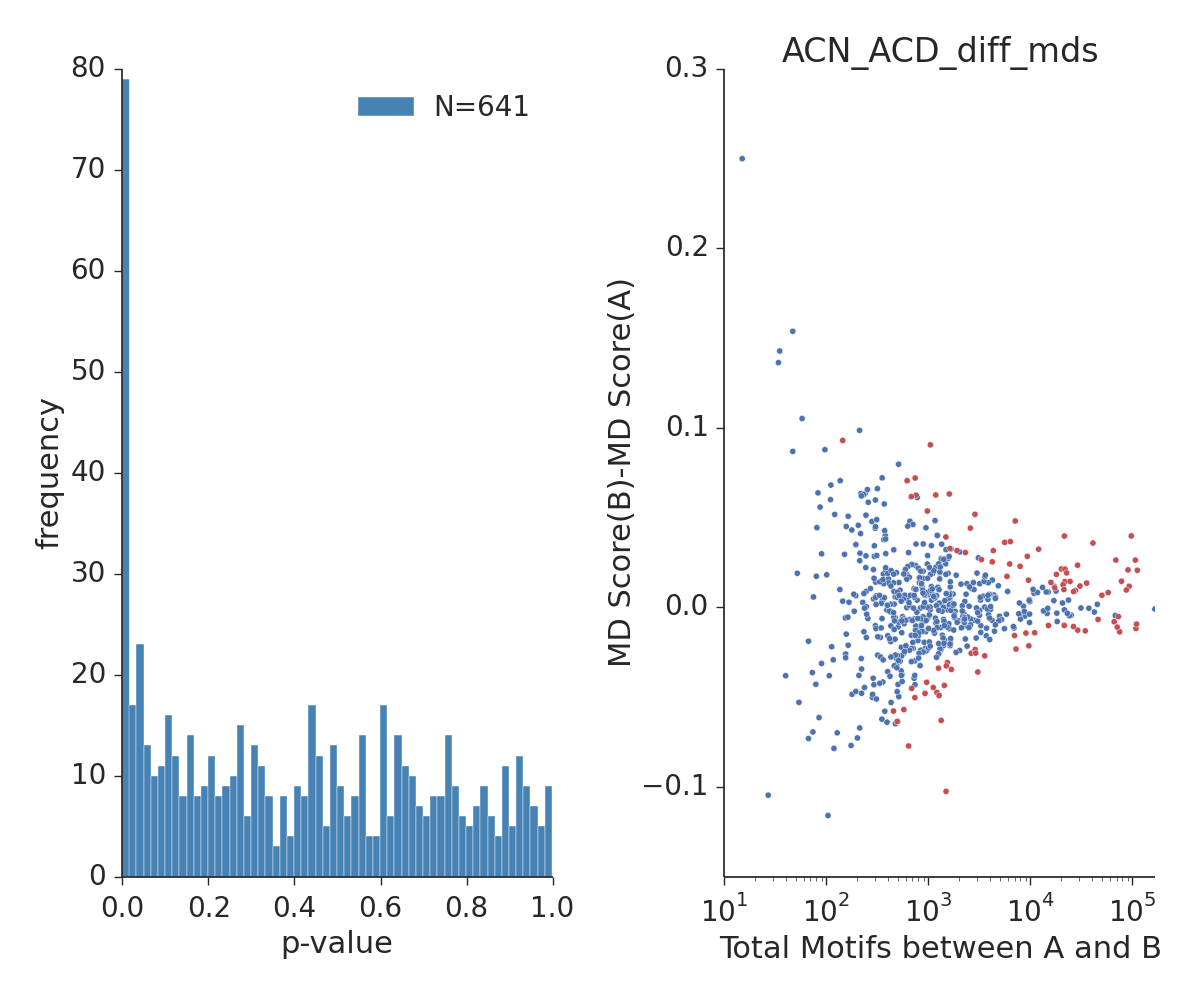 80
70
60
50
40
30
20
10
0
frequency
N=641
0.0 0.2 0.4 0.6 0.8 1.0
p-value
ACN_ACD_diff_mds
0.3
0.2
0.1
0.0
−0.1
MD Score(B)-MD Score(A)
10¹ 10² 10³ 10⁴ 10⁵
Total Motifs between A and B